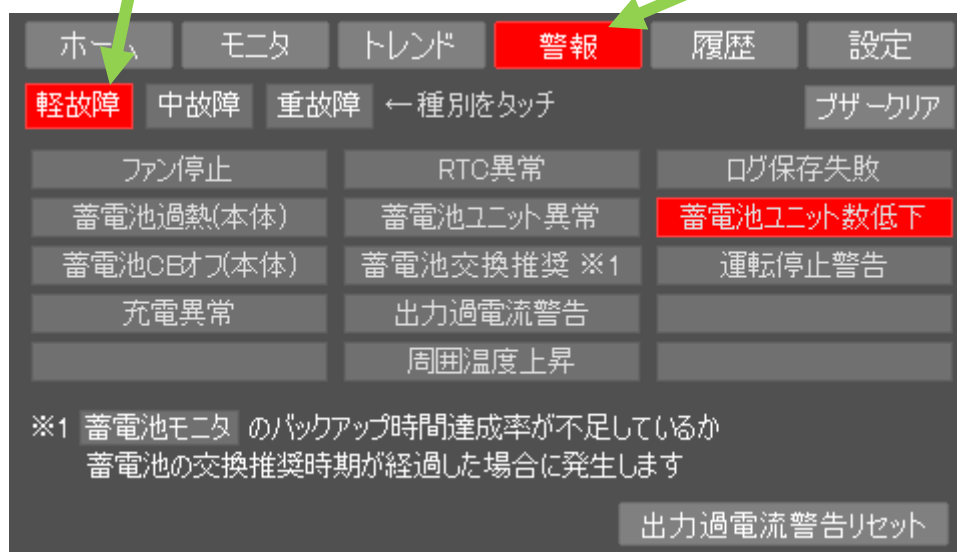 ホーム モニタ トレンド 警報 履歴 設定
軽故障 中故障 重故障 ←種別をタッチ ブザークリア
ファン停止 RTC異常 ログ保存失敗
蓄電池過熱(本体) 蓄電池ユニット異常 蓄電池ユニット数低下
蓄電池CBオフ(本体) 蓄電池交換推奨 ※1 運転停止警告
充電異常 出力過電流警告
周囲温度上昇
※1 蓄電池モニタ のバックアップ時間達成率が不足しているか
蓄電池の交換推奨時期が経過した場合に発生します
出力過電流警告リセット